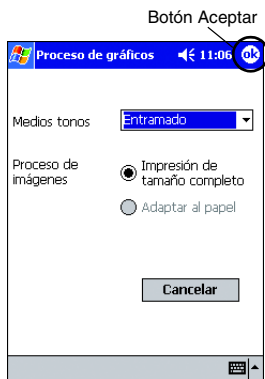 Botón Aceptar
Proceso de gráficos 11:06 ok
Medios tonos Entramado
Proceso de
imágenes
Impresión de
tamaño completo
Adaptar al papel
Cancelar